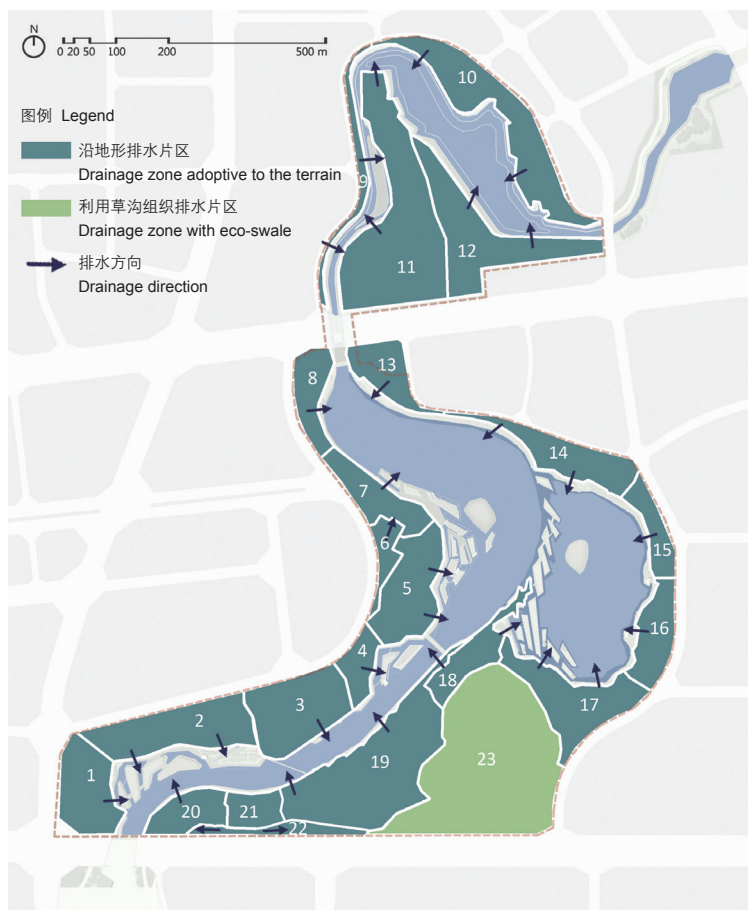 N
0 20 50 100 200 500 m
图例 Legend
沿地形排水片区
Drainage zone adoptive to the terrain
利用草沟组织排水片区
Drainage zone with eco-swale
排水方向
Drainage direction
10
9
11
12
13
8
14
7
6
15
5
16
4
18
17
2
3
1
19
23
20
21
22